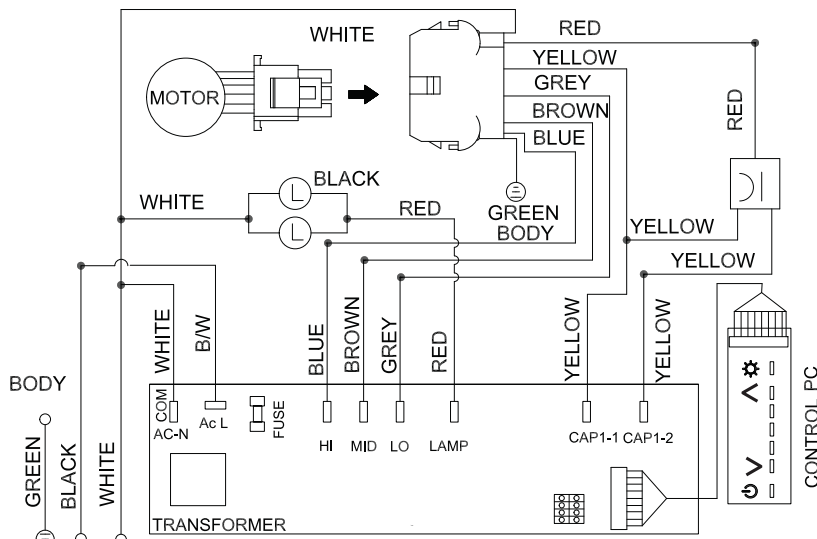 WHITE
RED
YELLOW
GREY
BROWN
BLUE
MOTOR
RED
BLACK
WHITE
RED
GREEN
BODY
YELLOW
YELLOW
WHITE
B/W
BLUE
BROWN
GREY
RED
YELLOW
YELLOW
BODY
GREEN
BLACK
WHITE
COM
AC-N
Ac L
FUSE
HI
MID
LO
LAMP
CAP1-1
CAP1-2
TRANSFORMER
CONTROL PC
L
L